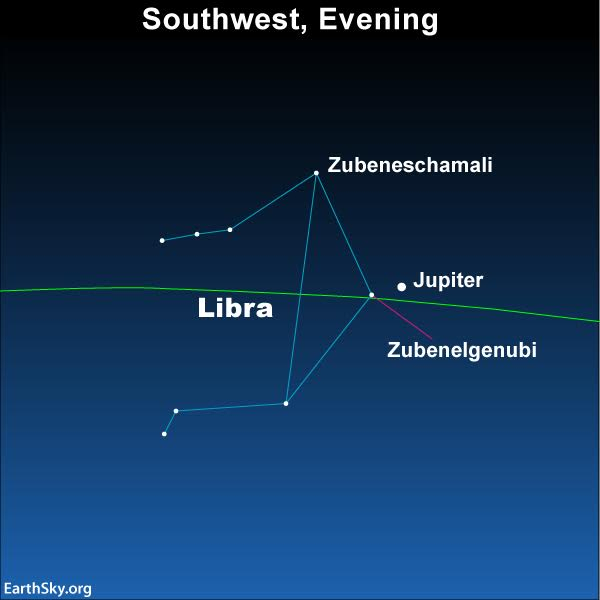 Southwest, Evening
Zubeneschamali
Jupiter
Libra
Zubenelgenubi
EarthSky.org